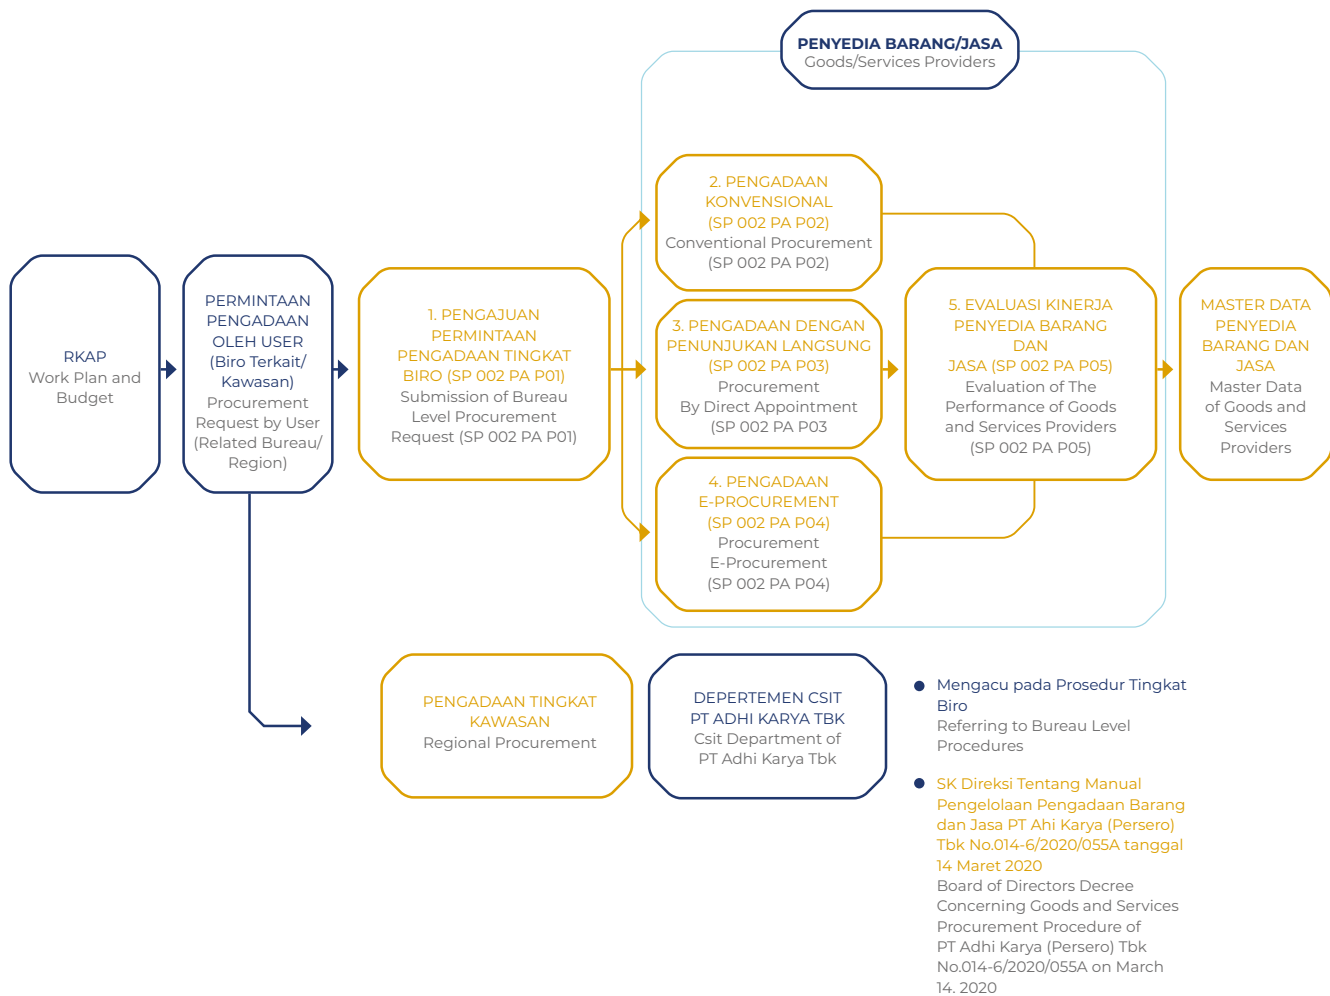 PENYEDIA BARANG/JASA
Goods/Services Providers
RKAP
Work Plan and
Budget
PERMINTAAN
PENGADAAN
OLEH USER
(Biro Terkait/
Kawasan)
Procurement
Request by User
(Related Bureau/
Region)
1. PENGAJUAN
PERMINTAAN
PENGADAAN TINGKAT
BIRO (SP 002 PA P01)
Submission of Bureau
Level Procurement
Request (SP 002 PA P01)
2. PENGADAAN
KONVENSIONAL
(SP 002 PA P02)
Conventional Procurement
(SP 002 PA P02)
3. PENGADAAN DENGAN
PENUNJUKAN LANGSUNG
(SP 002 PA P03)
Procurement
By Direct Appointment
(SP 002 PA P03
4. PENGADAAN
E-PROCUREMENT
(SP 002 PA P04)
Procurement
E-Procurement
(SP 002 PA P04)
5. EVALUASI KINERJA
PENYEDIA BARANG
DAN
JASA (SP 002 PA P05)
Evaluation of The
Performance of Goods
and Services Providers
(SP 002 PA P05)
MASTER DATA
PENYEDIA
BARANG DAN
JASA
Master Data
of Goods and
Services
Providers
PENGADAAN TINGKAT
KAWASAN
Regional Procurement
DEPERTEMEN CSIT
PT ADHI KARYA TBK
Csit Department of
PT Adhi Karya Tbk
Mengacu pada Prosedur Tingkat
Biro
Referring to Bureau Level
Procedures
SK Direksi Tentang Manual
Pengelolaan Pengadaan Barang
dan Jasa PT Ahi Karya (Persero)
Tbk No.014-6/2020/055A tanggal
14 Maret 2020
Board of Directors Decree
Concerning Goods and Services
Procurement Procedure of
PT Adhi Karya (Persero) Tbk
No.014-6/2020/055A on March
14. 2020